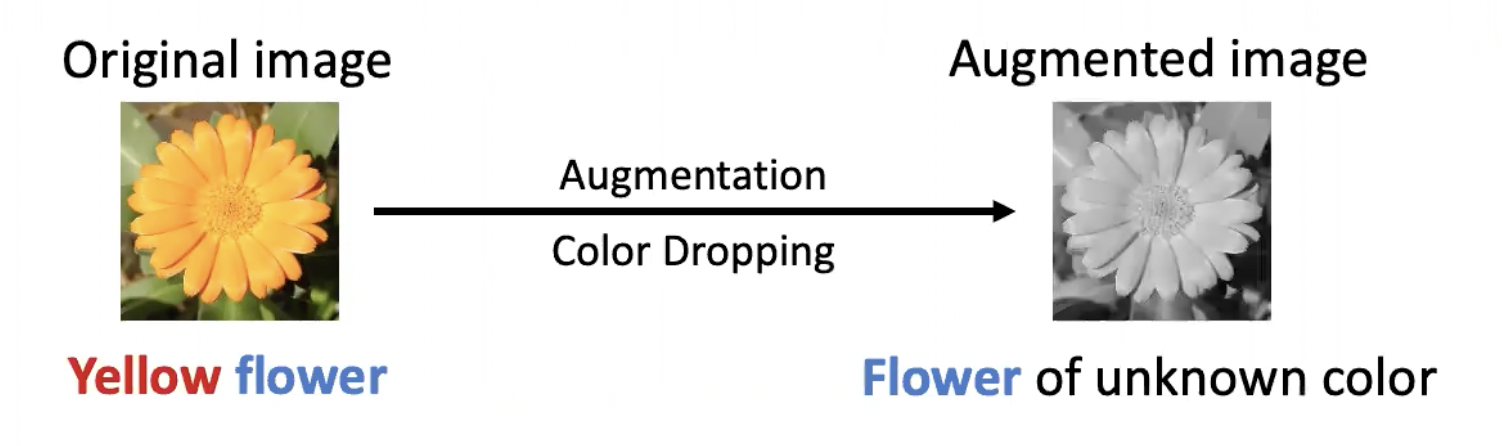 Original image
Augmented image
Augmentation
Color Dropping
Yellow flower
Flower of unknown color